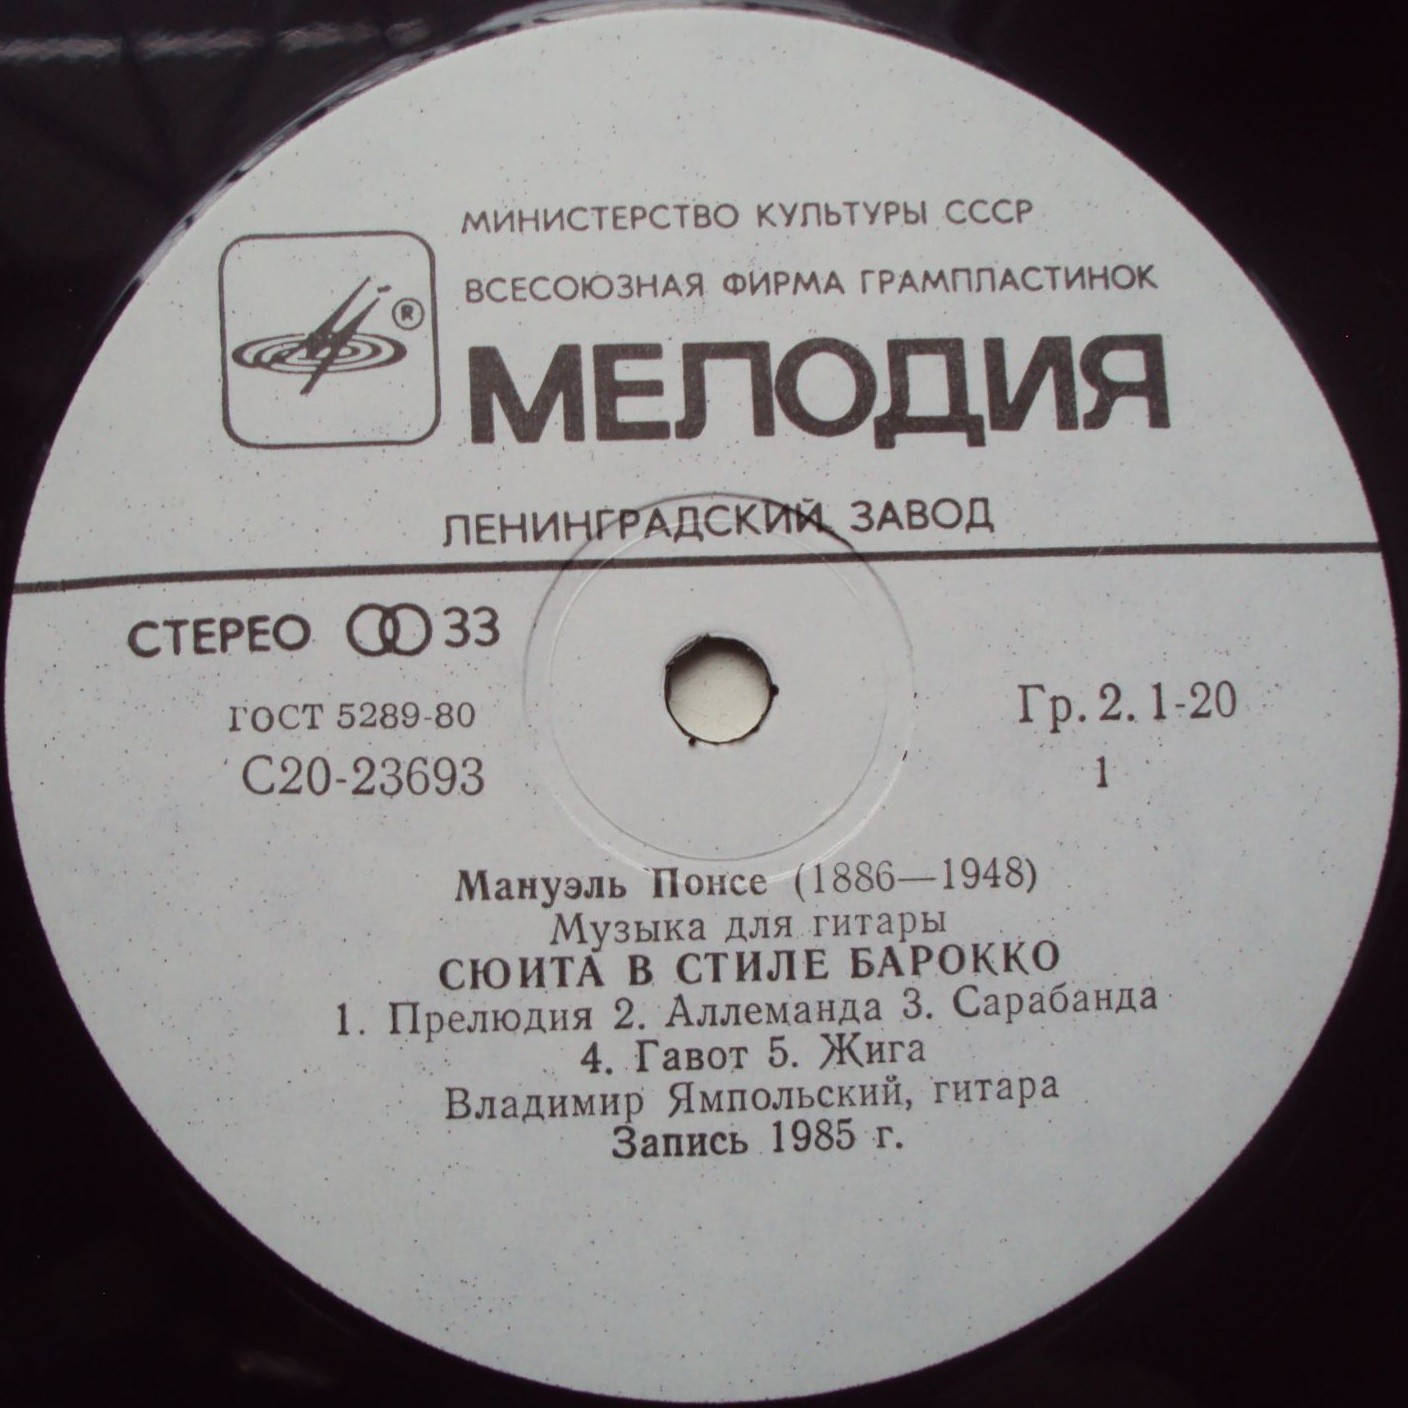 МИНИСТЕРСТВО КУЛЬТУРЫ СССР
ВСЕСОЮЗНАЯ ФИРМА ГРАМПЛАСТИНОК
®
МЕЛОДИЯ
ЛЕНИНГРАДСКИЙ ЗАВОД
СТЕРЕО 33
ГОСТ 5289-80
С20-23693
Гр. 2. 1-20
1
Мануэль Понсе (1886—1948)
Музыка для гитары
СЮИТА В СТИЛЕ БАРОККО
1. Прелюдия 2. Аллеманда 3. Сарабанда
4. Гавот 5. Жига
Владимир Ямпольский, гитара
Запись 1985 г.